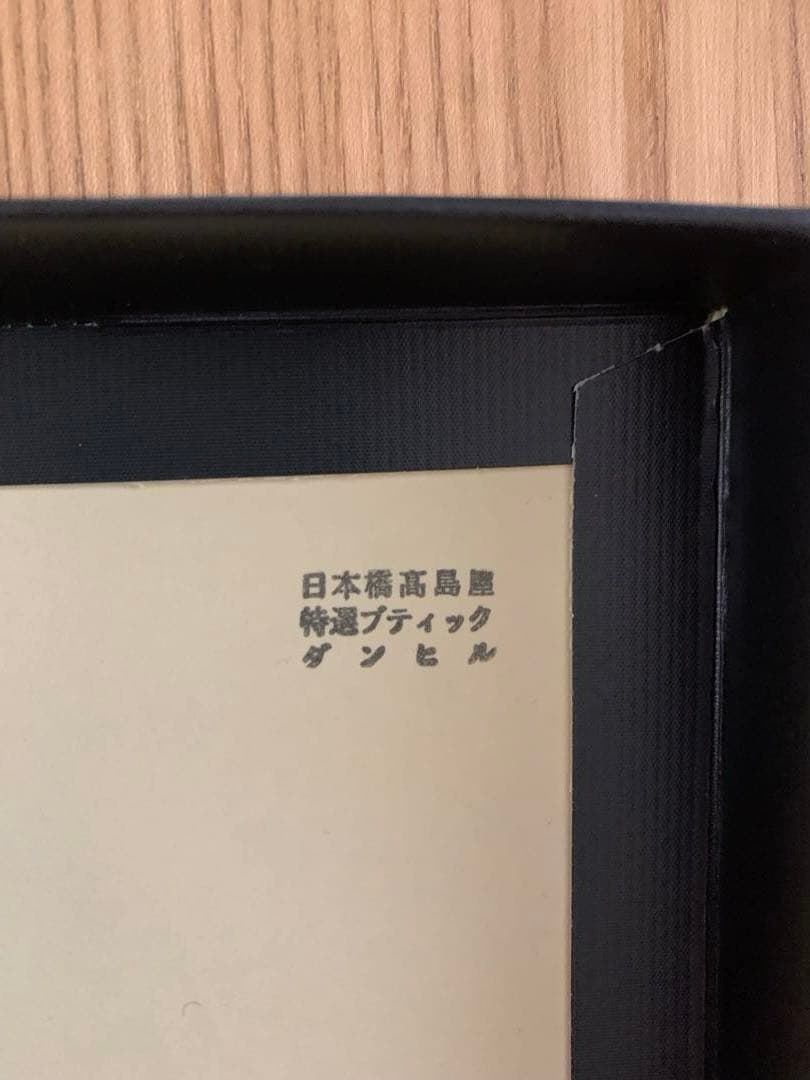 日本橋髙島屋
特選ブティック
ダンヒル